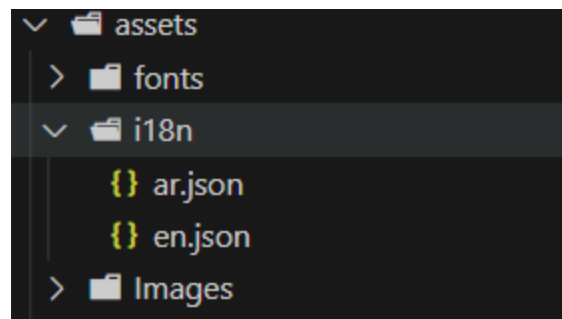 assets
fonts
i18n
{} ar.json
{} en.json
Images